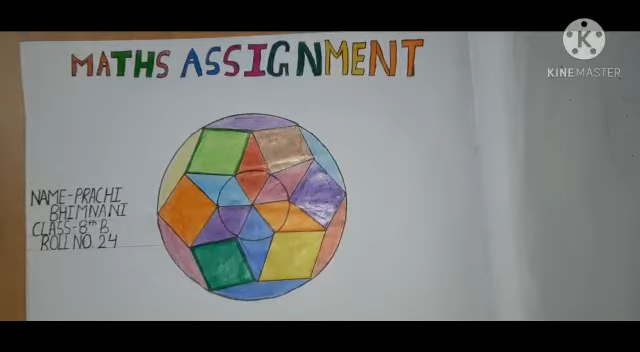 MATHS ASSIGNMENT
K
KINEMASTER
NAME-PRACHI
BHIMNANI
CLASS-8th B
ROLL NO. 24